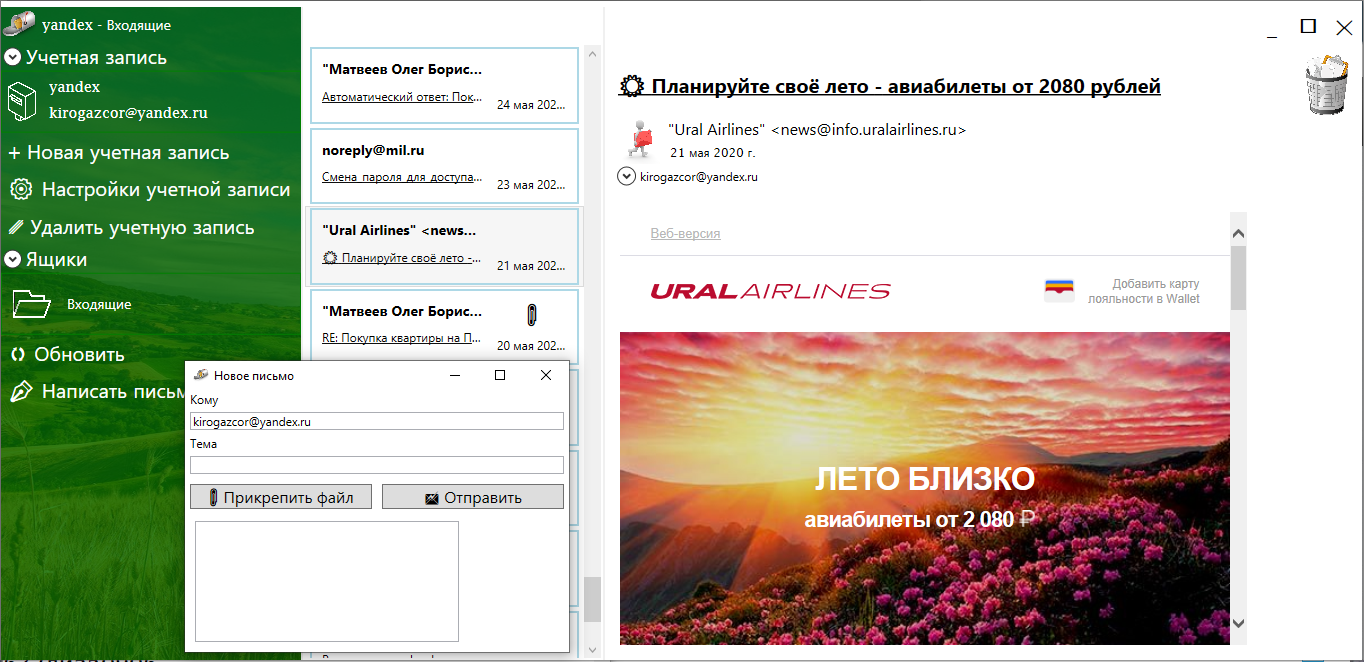 yandex - Входящие
Учетная запись
yandex
kirogazcor@yandex.ru
+ Новая учетная запись
Настройки учетной записи
Удалить учетную запись
Ящики
Входящие
Обновить
Написать письм
"Матвеев Олег Борис...
Автоматический ответ: Пок...
24 мая 202...
noreply@mil.ru
Смена пароля для доступа...
23 мая 202...
"Ural Airlines" <news...
Планируйте своё лето -...
21 мая 202...
"Матвеев Олег Борис...
RE: Покупка квартиры на П...
20 мая 202...
Новое письмо
Кому
kirogazcor@yandex.ru
Тема
Прикрепить файл
Отправить
Планируйте своё лето - авиабилеты от 2080 рублей
"Ural Airlines" <news@info.uralairlines.ru>
21 мая 2020 г.
kirogazcor@yandex.ru
Веб-версия
URAL AIRLINES
Добавить карту
лояльности в Wallet
ЛЕТО БЛИЗКО
авиабилеты от 2 080 ₽